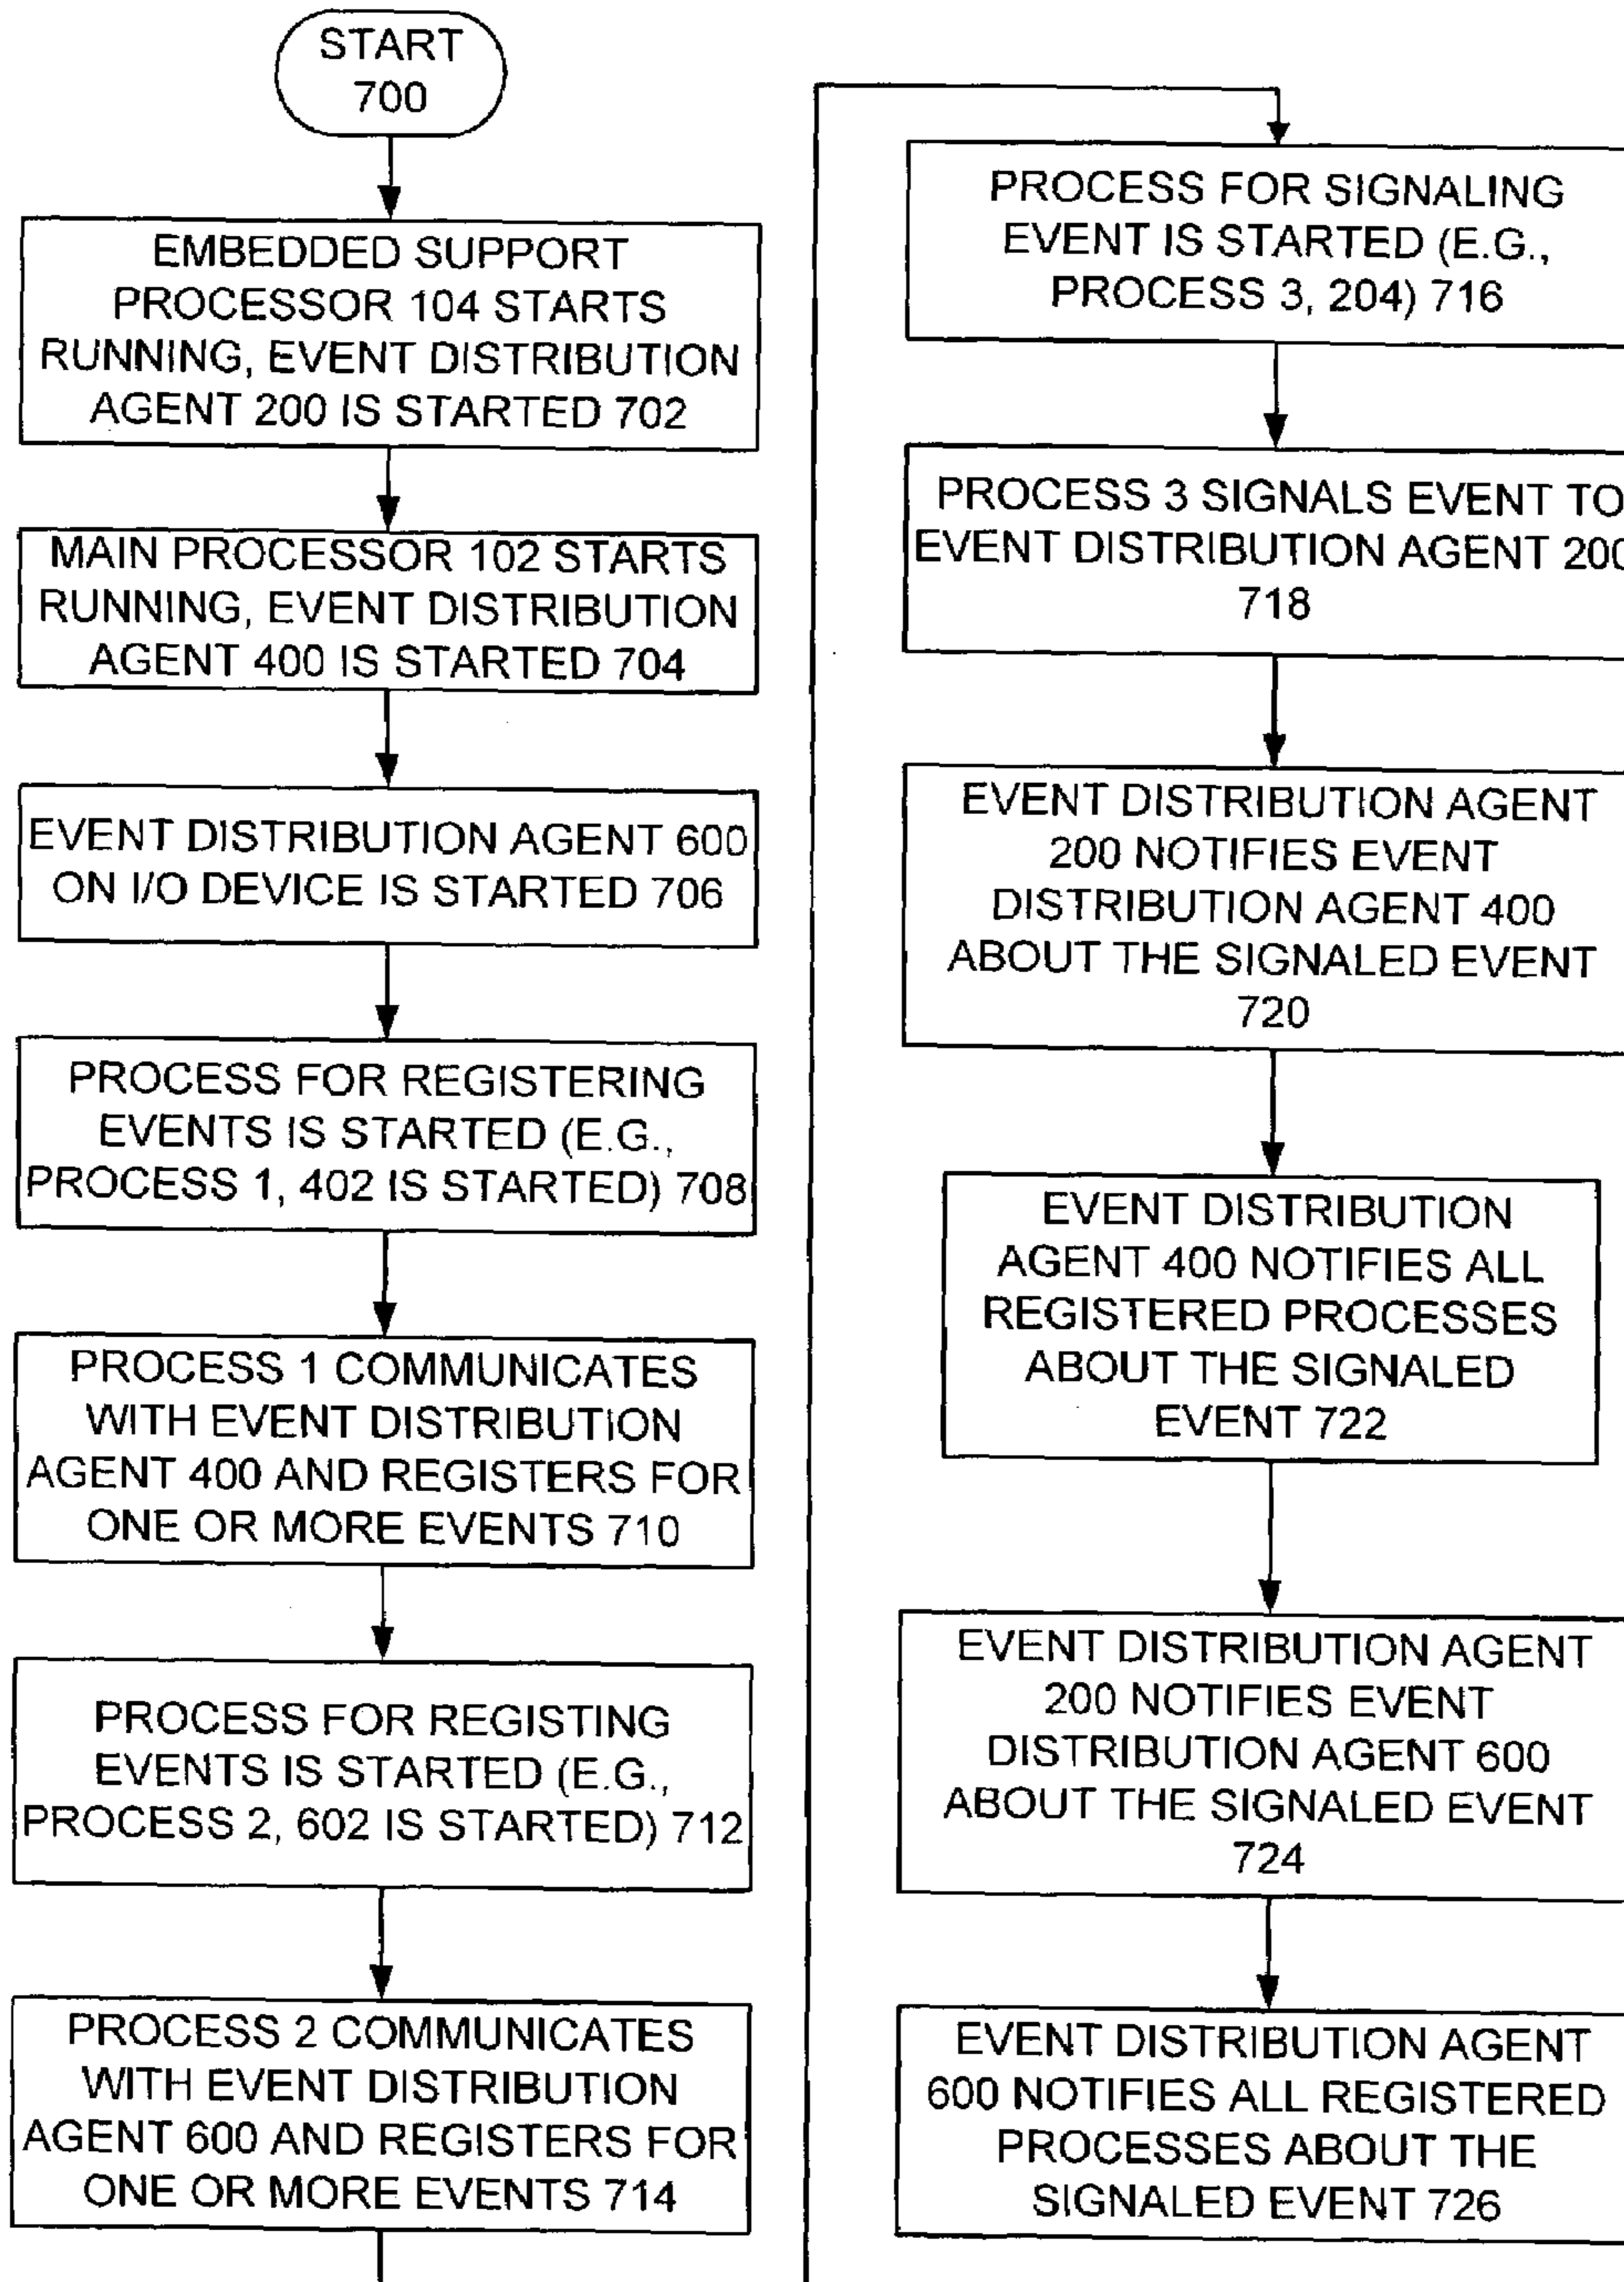 START
700
EMBEDDED SUPPORT
PROCESSOR 104 STARTS
RUNNING, EVENT DISTRIBUTION
AGENT 200 IS STARTED 702
MAIN PROCESSOR 102 STARTS
RUNNING, EVENT DISTRIBUTION
AGENT 400 IS STARTED 704
EVENT DISTRIBUTION AGENT 600
ON I/O DEVICE IS STARTED 706
PROCESS FOR REGISTERING
EVENTS IS STARTED (E.G.,
PROCESS 1, 402 IS STARTED) 708
PROCESS 1 COMMUNICATES
WITH EVENT DISTRIBUTION
AGENT 400 AND REGISTERS FOR
ONE OR MORE EVENTS 710
PROCESS FOR REGISTING
EVENTS IS STARTED (E.G.,
PROCESS 2, 602 IS STARTED) 712
PROCESS 2 COMMUNICATES
WITH EVENT DISTRIBUTION
AGENT 600 AND REGISTERS FOR
ONE OR MORE EVENTS 714
PROCESS FOR SIGNALING
EVENT IS STARTED (E.G.,
PROCESS 3, 204) 716
PROCESS 3 SIGNALS EVENT TO
EVENT DISTRIBUTION AGENT 200
718
EVENT DISTRIBUTION AGENT
200 NOTIFIES EVENT
DISTRIBUTION AGENT 400
ABOUT THE SIGNALED EVENT
720
EVENT DISTRIBUTION
AGENT 400 NOTIFIES ALL
REGISTERED PROCESSES
ABOUT THE SIGNALED
EVENT 722
EVENT DISTRIBUTION AGENT
200 NOTIFIES EVENT
DISTRIBUTION AGENT 600
ABOUT THE SIGNALED EVENT
724
EVENT DISTRIBUTION AGENT
600 NOTIFIES ALL REGISTERED
PROCESSES ABOUT THE
SIGNALED EVENT 726